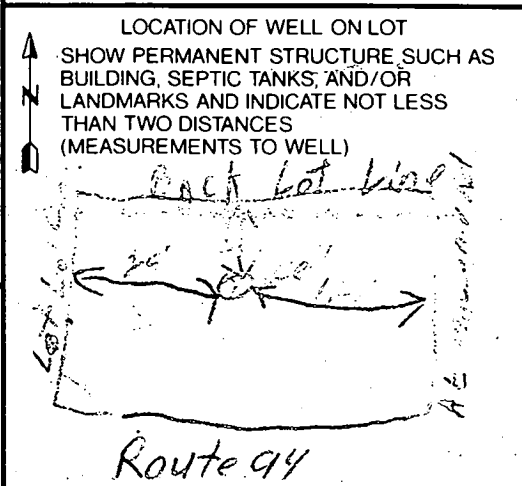 LOCATION OF WELL ON LOT
SHOW PERMANENT STRUCTURE SUCH AS
BUILDING, SEPTIC TANKS, AND/OR
LANDMARKS AND INDICATE NOT LESS
THAN TWO DISTANCES
(MEASUREMENTS TO WELL)
N
Back Lot Line
Route 94